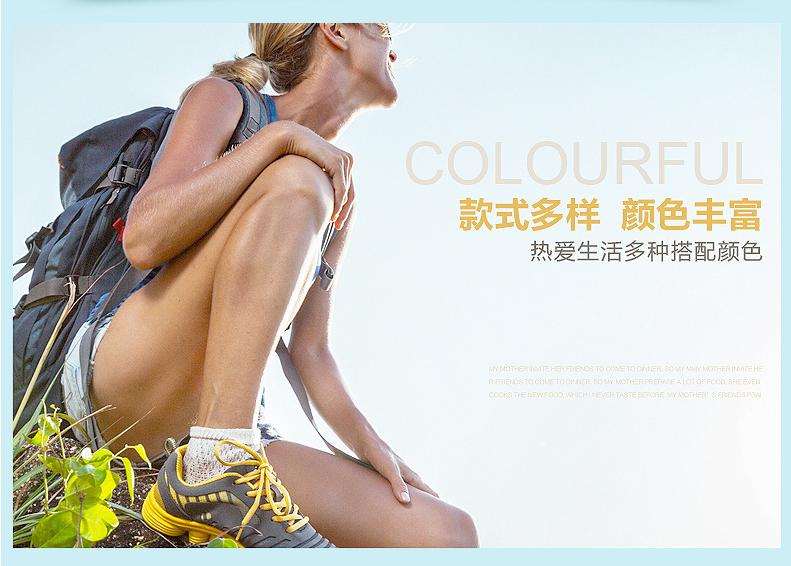 COLOURFUL
款式多样 颜色丰富
热爱生活多种搭配颜色
MY MOTHER INVITE HER FRIENDS TO COME TO DINNER, SO MY MMY MOTHER INVITE HE
R FRIENDS TO COME TO DINNER, SO MY MOTHER PREPARE A LOT OF FOOD, SHE EVEN
COOKS THE NEW FOOD, WHICH I NEVER TASTE BEFORE. MY MOTHER'S FRIENDS